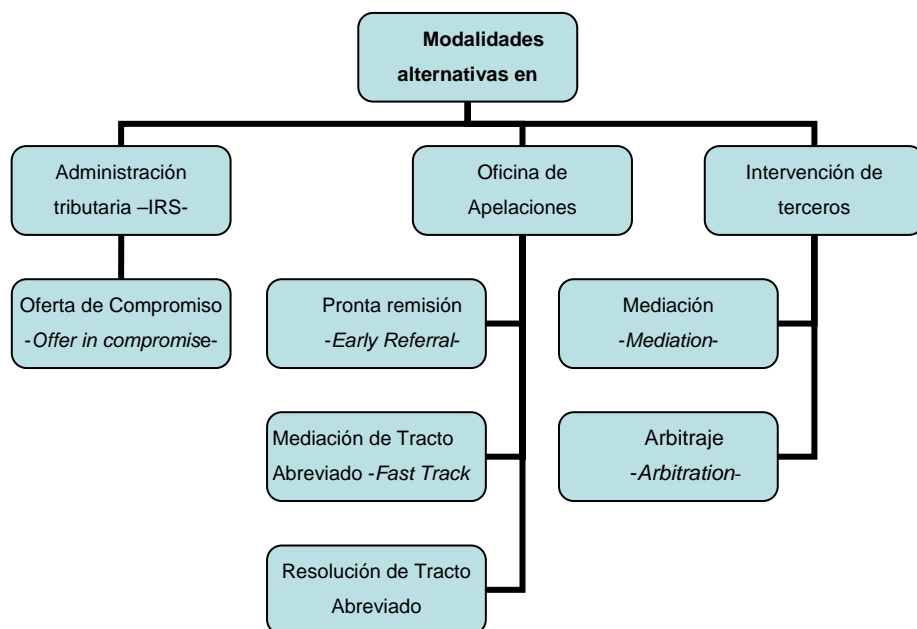 Modalidades
alternativas en
Administración
tributaria –IRS-
Oficina de
Apelaciones
Intervención de
terceros
Oferta de Compromiso
-Offer in compromise-
Pronta remisión
-Early Referral-
Mediación
-Mediation-
Mediación de Tracto
Abreviado -Fast Track
Arbitraje
-Arbitration-
Resolución de Tracto
Abreviado